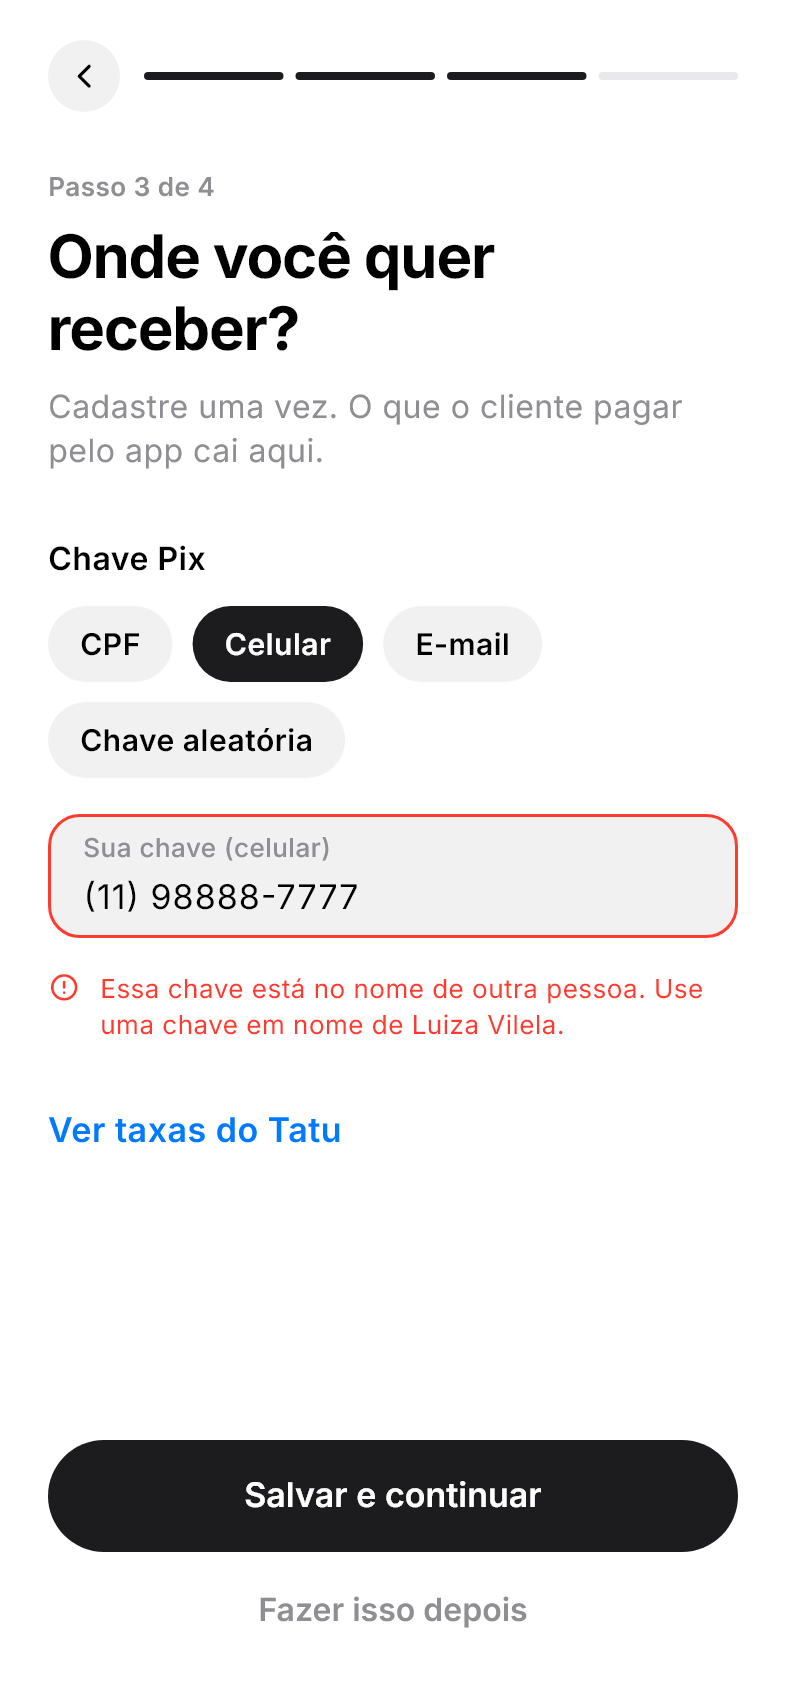 Passo 3 de 4
Onde você quer
receber?
Cadastre uma vez. O que o cliente pagar
pelo app cai aqui.
Chave Pix
CPF
Celular
E-mail
Chave aleatória
Sua chave (celular)
(11) 98888-7777
Essa chave está no nome de outra pessoa. Use
uma chave em nome de Luiza Vilela.
Ver taxas do Tatu
Salvar e continuar
Fazer isso depois